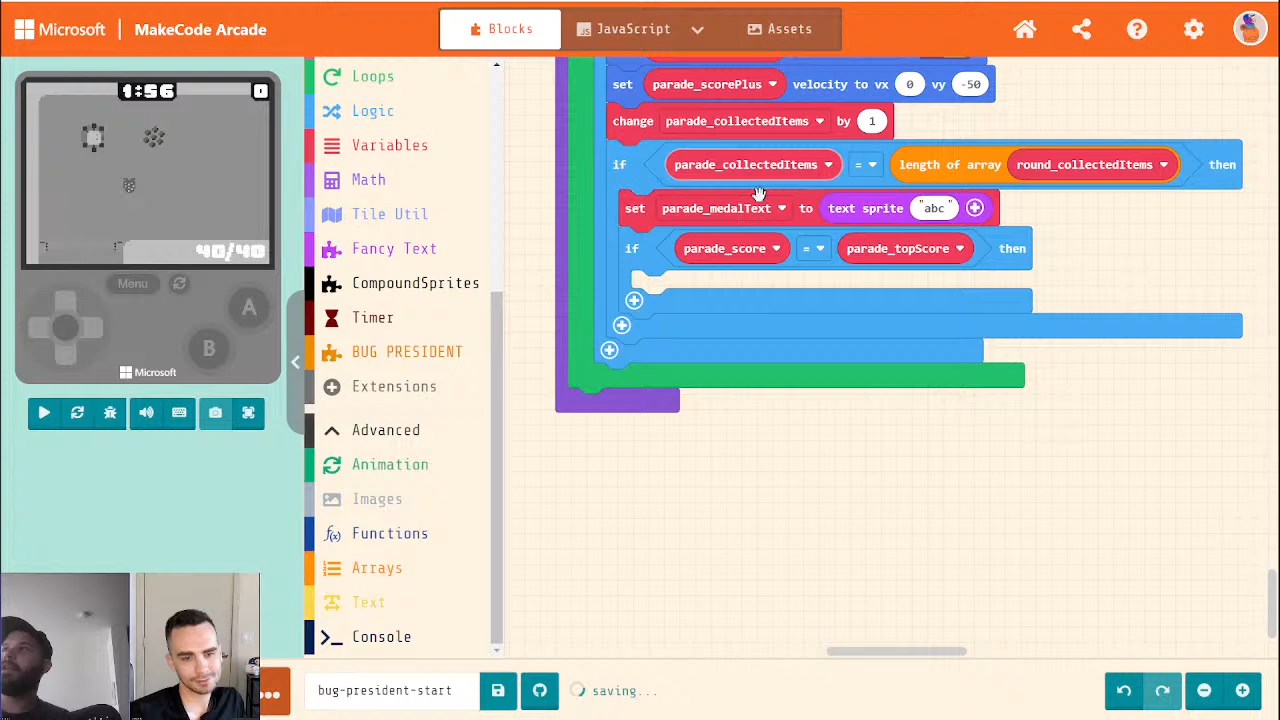 Microsoft
MakeCode Arcade
Blocks
JavaScript
Assets
1:56
40/40
Menu
A
B
Microsoft
Loops
Logic
Variables
Math
Tile Util
Fancy Text
CompoundSprites
Timer
BUG PRESIDENT
Extensions
Advanced
Animation
Images
Functions
Arrays
Text
Console
set parade_scorePlus velocity to vx 0 vy -50
change parade_collectedItems by 1
if parade_collectedItems = length of array round_collectedItems then
set parade_medalText to text sprite "abc"
if parade_score = parade_topScore then
bug-president-start
saving...